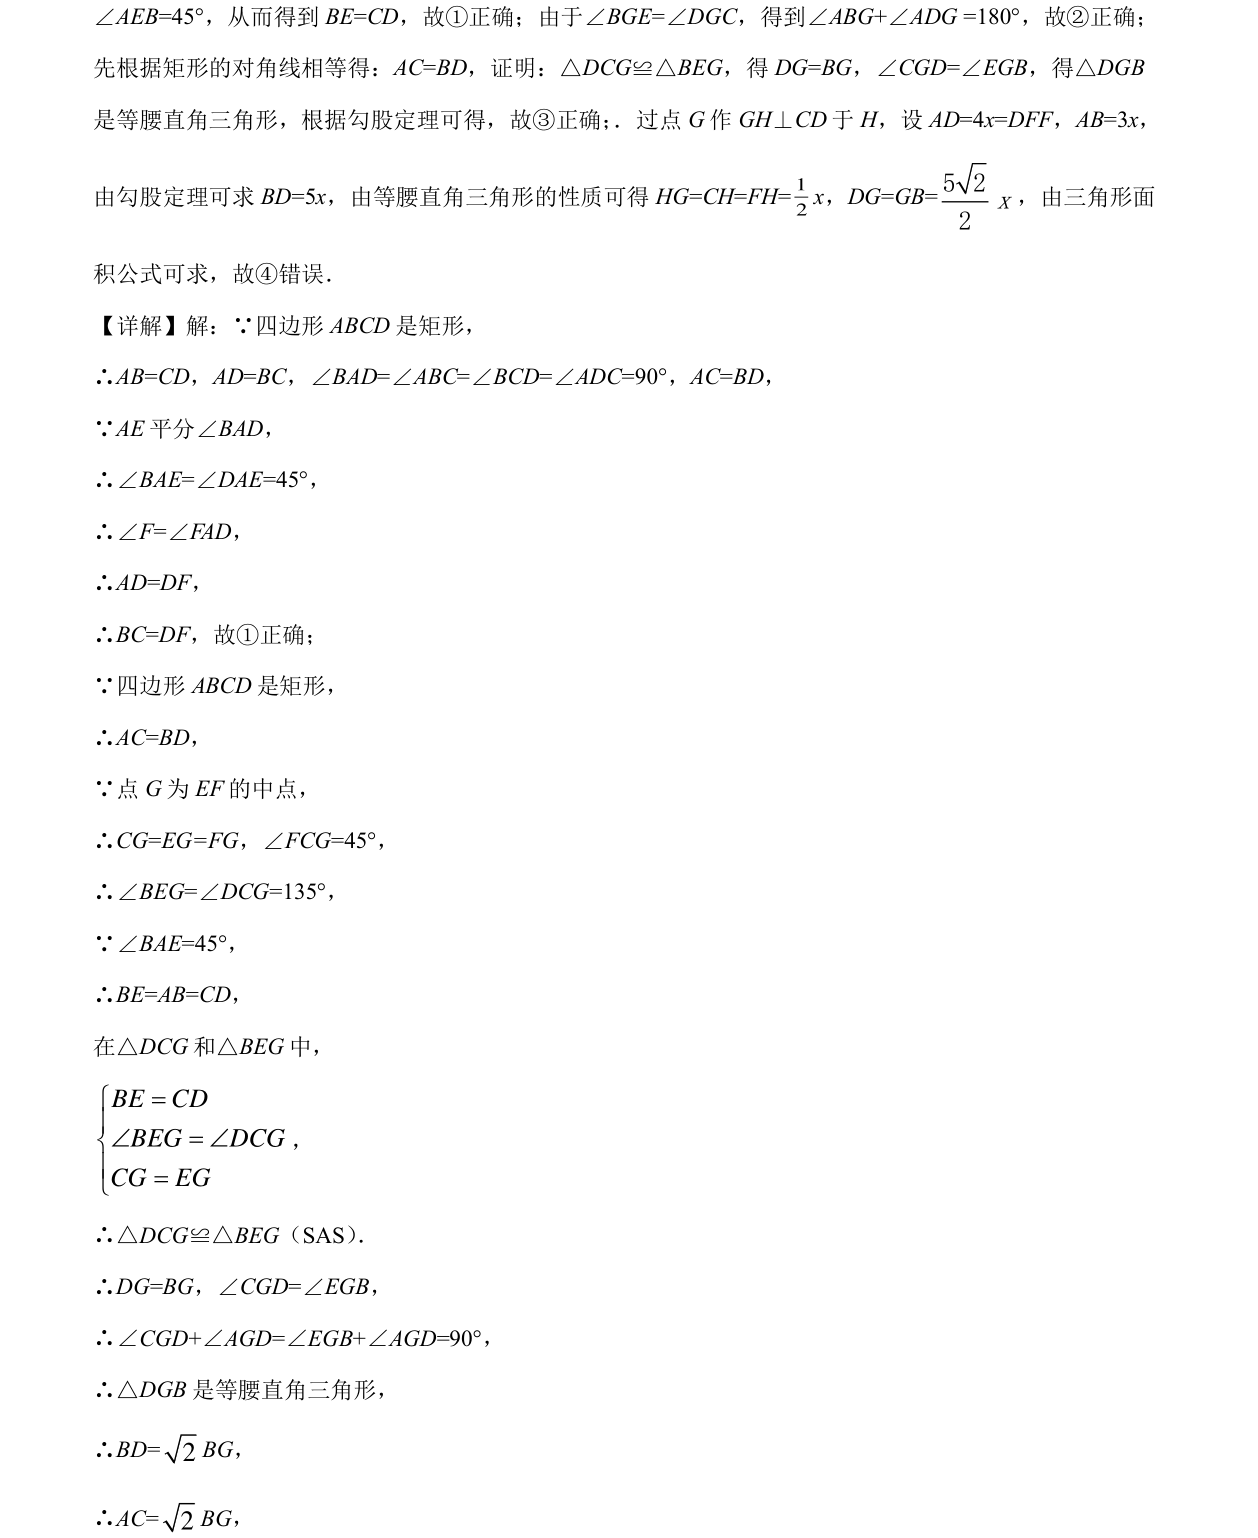 ∠AEB=45°，从而得到 BE=CD，故①正确；由于∠BGE=∠DGC，得到∠ABG+∠ADG =180°，故②正确；
先根据矩形的对角线相等得：AC=BD，证明：△DCG≌△BEG，得 DG=BG，∠CGD=∠EGB，得△DGB
是等腰直角三角形，根据勾股定理可得，故③正确；．过点 G 作 GH⊥CD 于 H，设 AD=4x=DFF，AB=3x，
由勾股定理可求 BD=5x，由等腰直角三角形的性质可得 HG=CH=FH=\frac{1}{2}x，DG=GB=\frac{5\sqrt{2}}{2} x，由三角形面
积公式可求，故④错误．
【详解】解：∵四边形 ABCD 是矩形，
∴AB=CD，AD=BC，∠BAD=∠ABC=∠BCD=∠ADC=90°，AC=BD，
∵AE 平分∠BAD，
∴∠BAE=∠DAE=45°，
∴∠F=∠FAD，
∴AD=DF，
∴BC=DF，故①正确；
∵四边形 ABCD 是矩形，
∴AC=BD，
∵点 G 为 EF 的中点，
∴CG=EG=FG，∠FCG=45°，
∴∠BEG=∠DCG=135°，
∵∠BAE=45°，
∴BE=AB=CD，
在△DCG 和△BEG 中，
{BE = CD
∠BEG = ∠DCG，
CG = EG
∴△DCG≌△BEG（SAS）．
∴DG=BG，∠CGD=∠EGB，
∴∠CGD+∠AGD=∠EGB+∠AGD=90°，
∴△DGB 是等腰直角三角形，
∴BD=√2 BG，
∴AC=√2 BG，